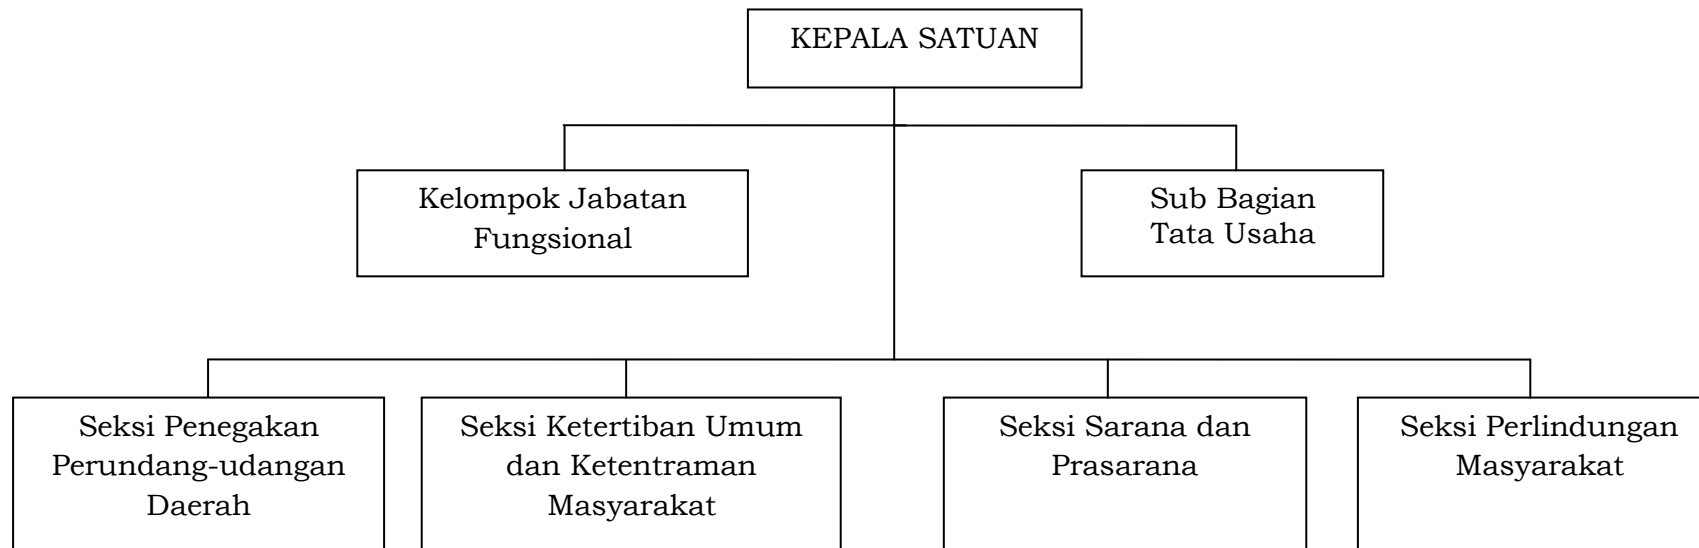 KEPALA SATUAN
Kelompok Jabatan
Fungsional
Sub Bagian
Tata Usaha
Seksi Penegakan
Perundang-udangan
Daerah
Seksi Ketertiban Umum
dan Ketentraman
Masyarakat
Seksi Sarana dan
Prasarana
Seksi Perlindungan
Masyarakat